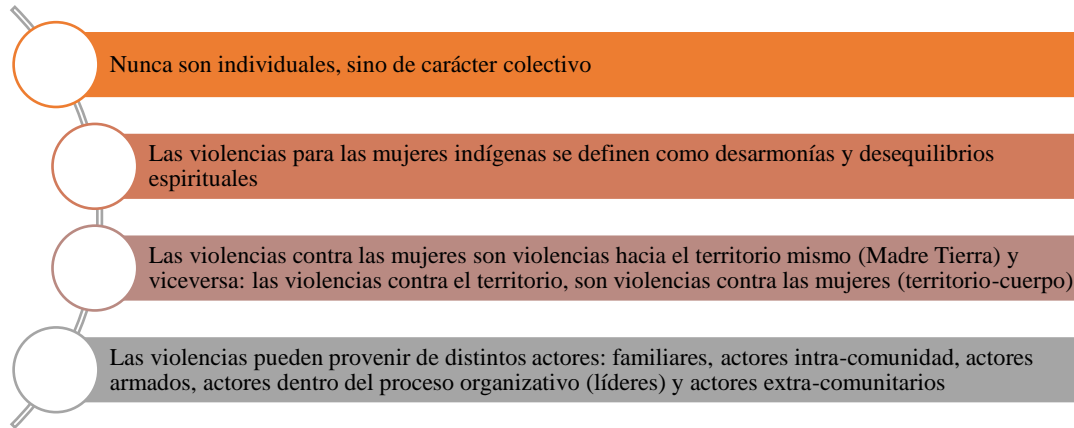 Nunca son individuales, sino de carácter colectivo
Las violencias para las mujeres indígenas se definen como desarmonías y desequilibrios
espirituales
Las violencias contra las mujeres son violencias hacia el territorio mismo (Madre Tierra) y
viceversa: las violencias contra el territorio, son violencias contra las mujeres (territorio-cuerpo)
Las violencias pueden provenir de distintos actores: familiares, actores intra-comunidad, actores
armados, actores dentro del proceso organizativo (líderes) y actores extra-comunitarios